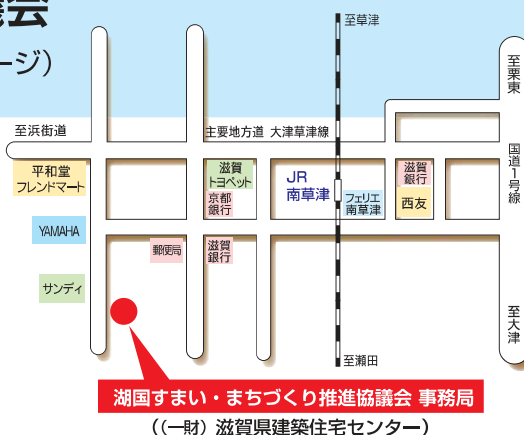 議会
ージ)
至草津
至栗東
至浜街道
主要地方道 大津草津線
国道1号線
平和堂
フレンドマート
滋賀
トヨペット
京都
銀行
JR
南草津
フェリエ
南草津
滋賀
銀行
西友
YAMAHA
郵便局
滋賀
銀行
サンディ
至大津
至瀬田
湖国すまい・まちづくり推進協議会 事務局
((一財)滋賀県建築住宅センター)